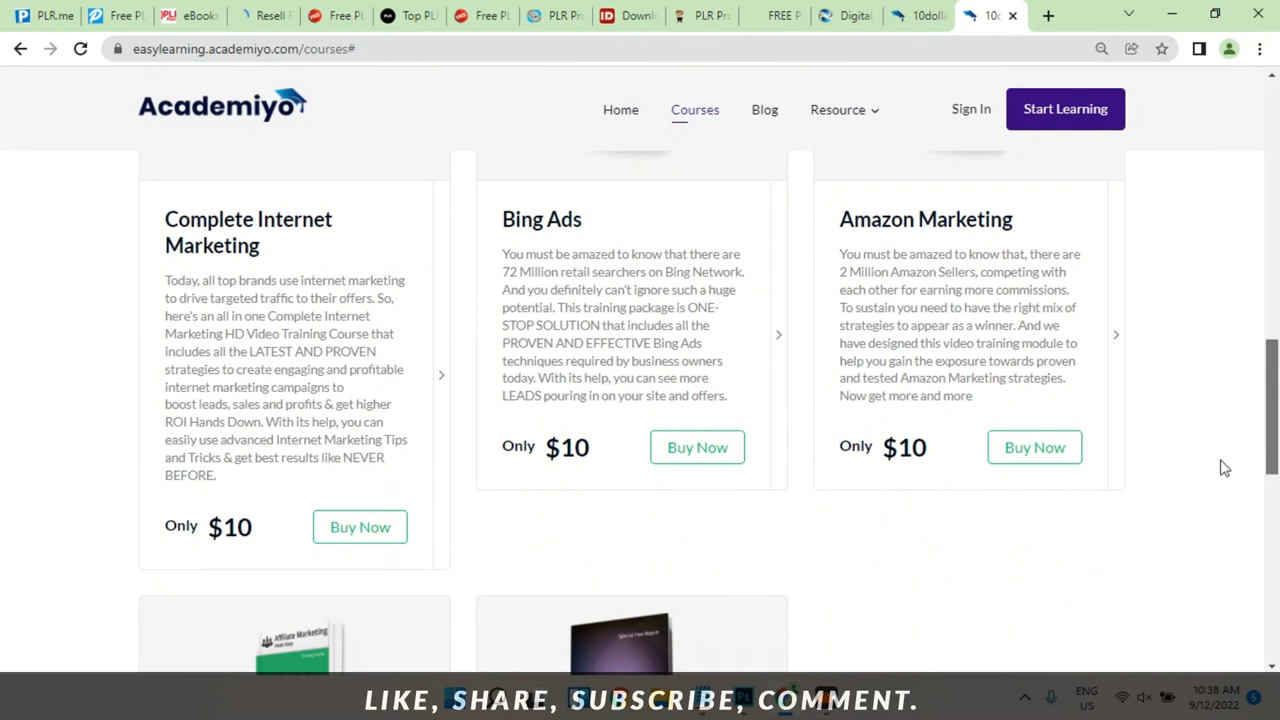 PLR.me
Free PL
eBooks
Resell F
Free PL
Top PL
Free PL
PLR Pro
Downl
PLR Pro
FREE P
Digital
10dolla
10d
easylearning.academiyo.com/courses#
Academiyo
Home
Courses
Blog
Resource
Sign In
Start Learning
Complete Internet
Marketing
Today, all top brands use internet marketing
to drive targeted traffic to their offers. So,
here's an all in one Complete Internet
Marketing HD Video Training Course that
includes all the LATEST AND PROVEN
strategies to create engaging and profitable
internet marketing campaigns to
boost leads, sales and profits & get higher
ROI Hands Down. With its help, you can
easily use advanced Internet Marketing Tips
and Tricks & get best results like NEVER
BEFORE.
Only $10
Buy Now
Bing Ads
You must be amazed to know that there are
72 Million retail searchers on Bing Network.
And you definitely can't ignore such a huge
potential. This training package is ONE-
STOP SOLUTION that includes all the
PROVEN AND EFFECTIVE Bing Ads
techniques required by business owners
today. With its help, you can see more
LEADS pouring in on your site and offers.
Only $10
Buy Now
Amazon Marketing
You must be amazed to know that, there are
2 Million Amazon Sellers, competing with
each other for earning more commissions.
To sustain you need to have the right mix of
strategies to appear as a winner. And we
have designed this video training module to
help you gain the exposure towards proven
and tested Amazon Marketing strategies.
Now get more and more
Only $10
Buy Now
Affiliate Marketing
Made Easy
Special Free Report
LIKE, SHARE, SUBSCRIBE, COMMENT.
ENG
US
10:38 AM
9/12/2022
5